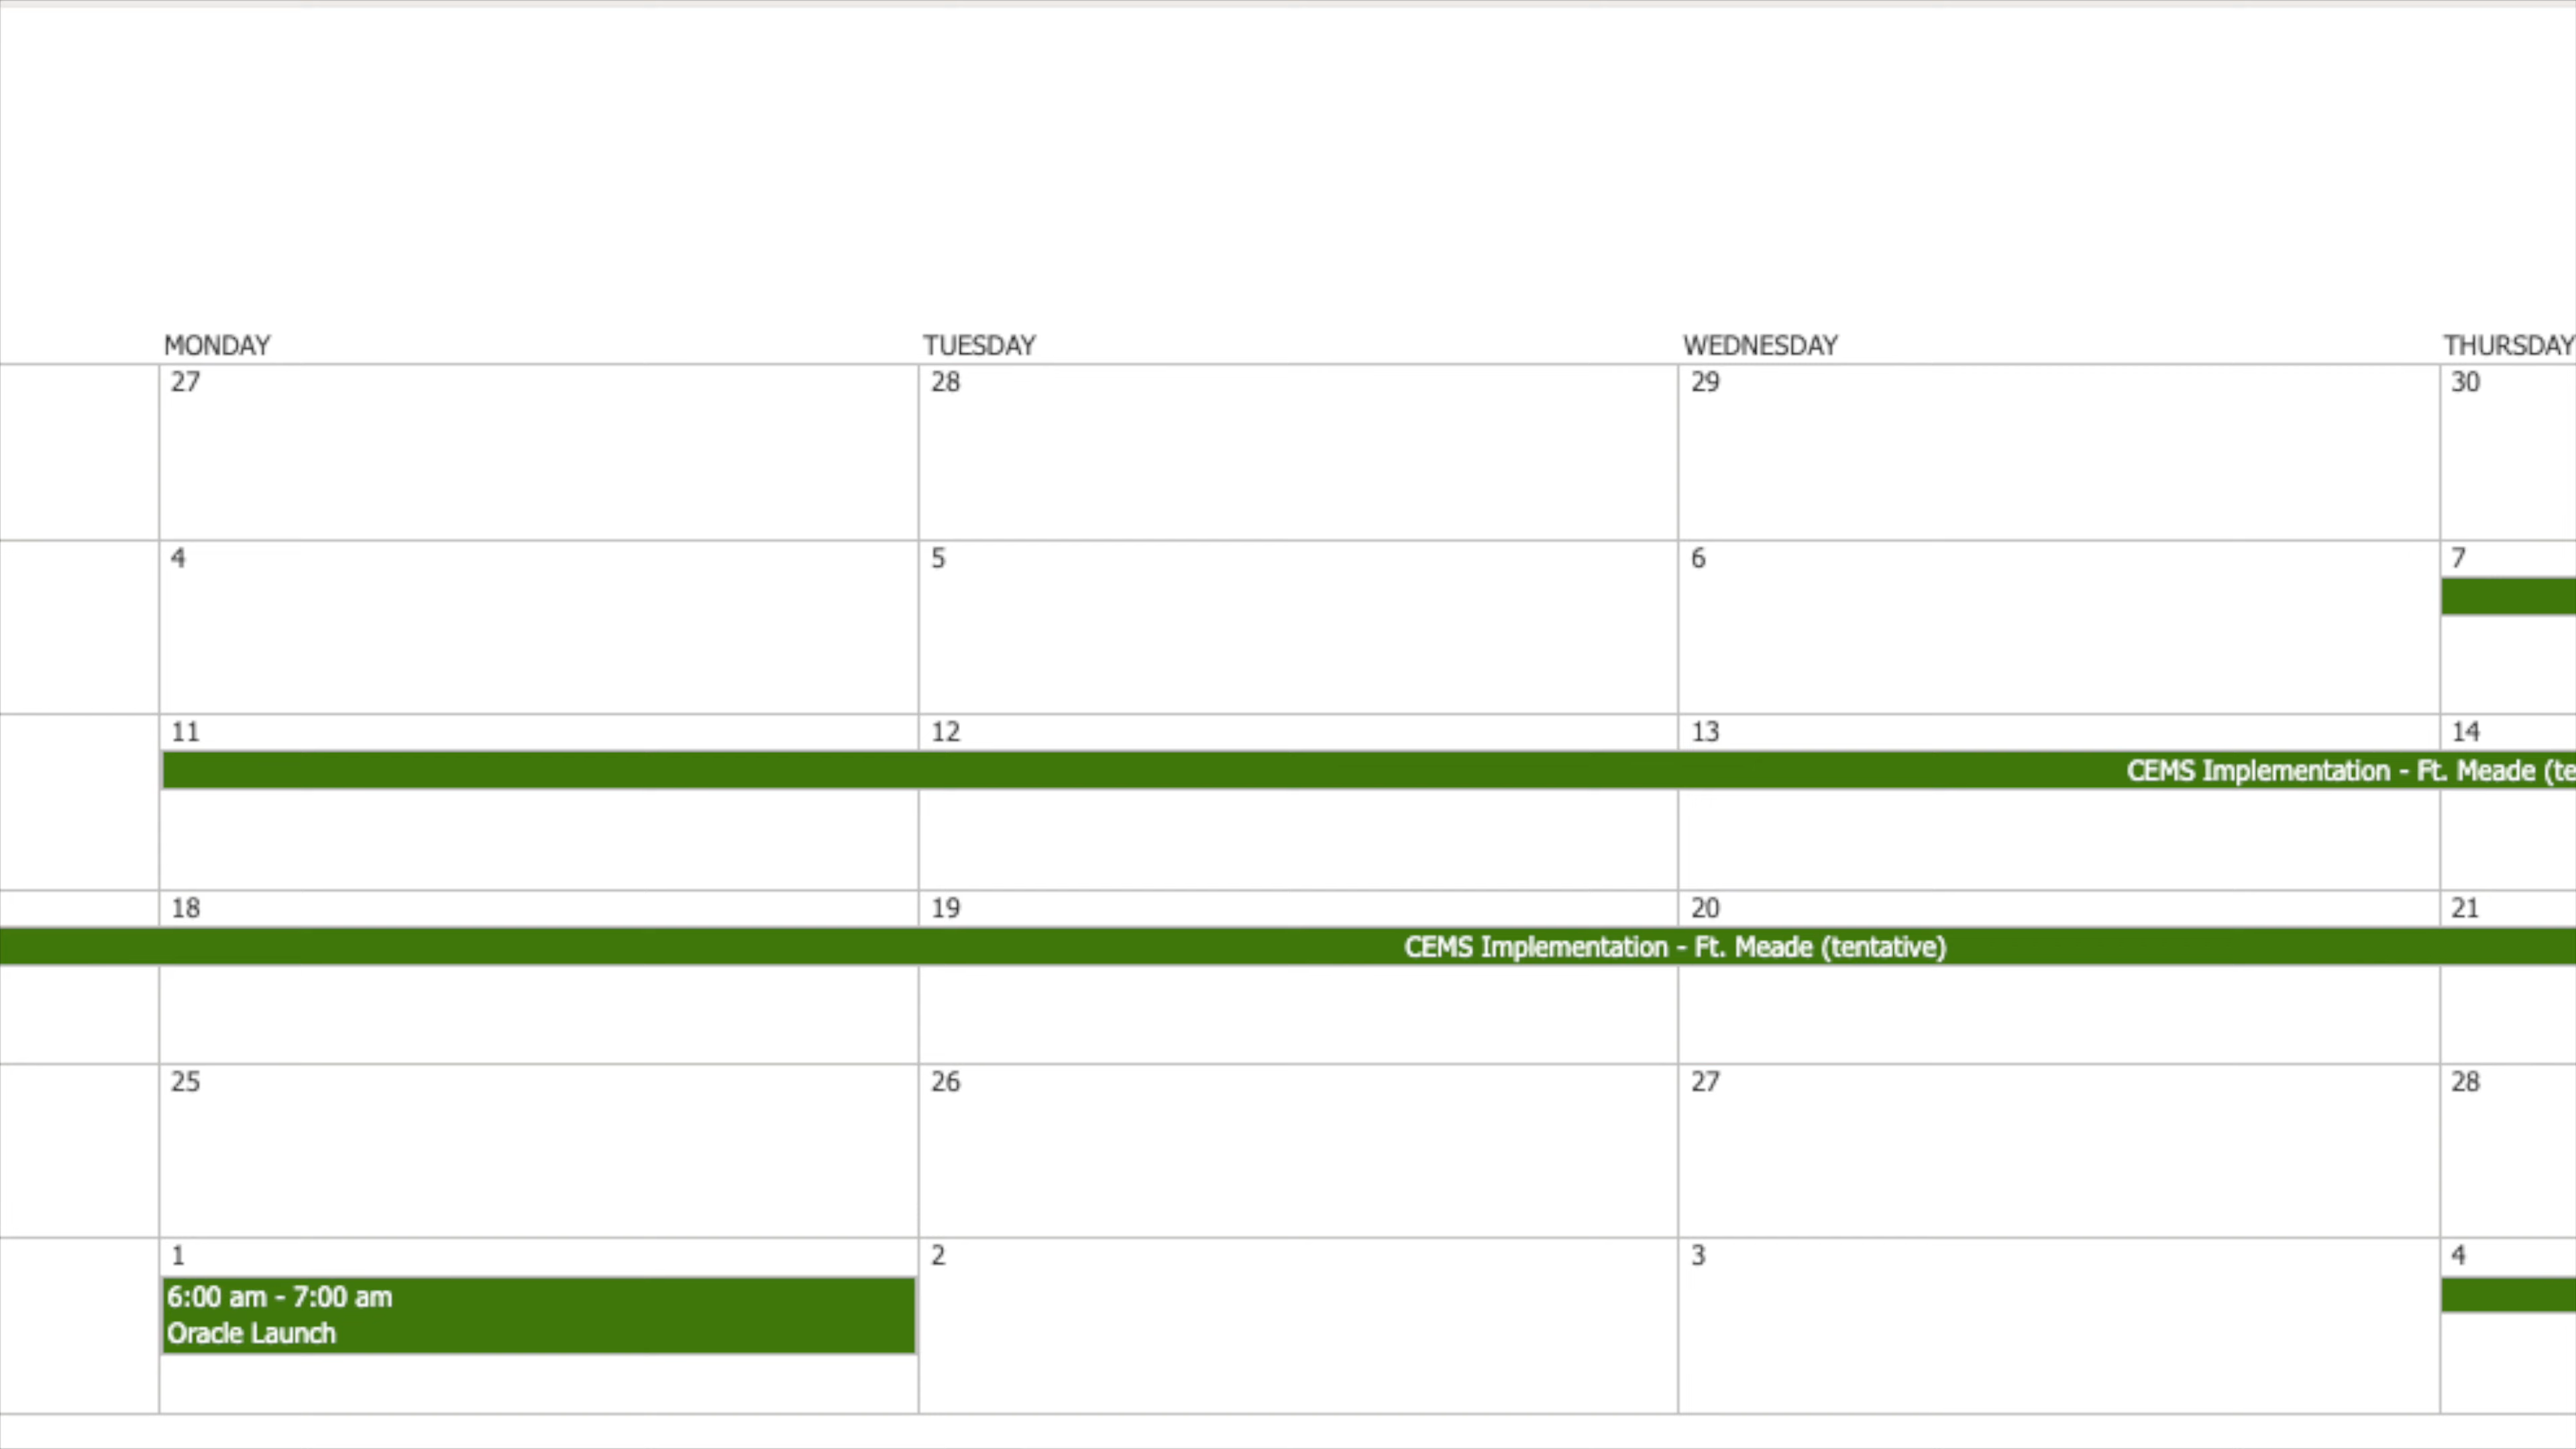 MONDAY TUESDAY WEDNESDAY THURSDAY
27 28 29 30
4 5 6 7
11 12 13 14
CEMS Implementation - Ft. Meade (te
18 19 20 21
CEMS Implementation - Ft. Meade (tentative)
25 26 27 28
1 2 3 4
6:00 am - 7:00 am
Oracle Launch